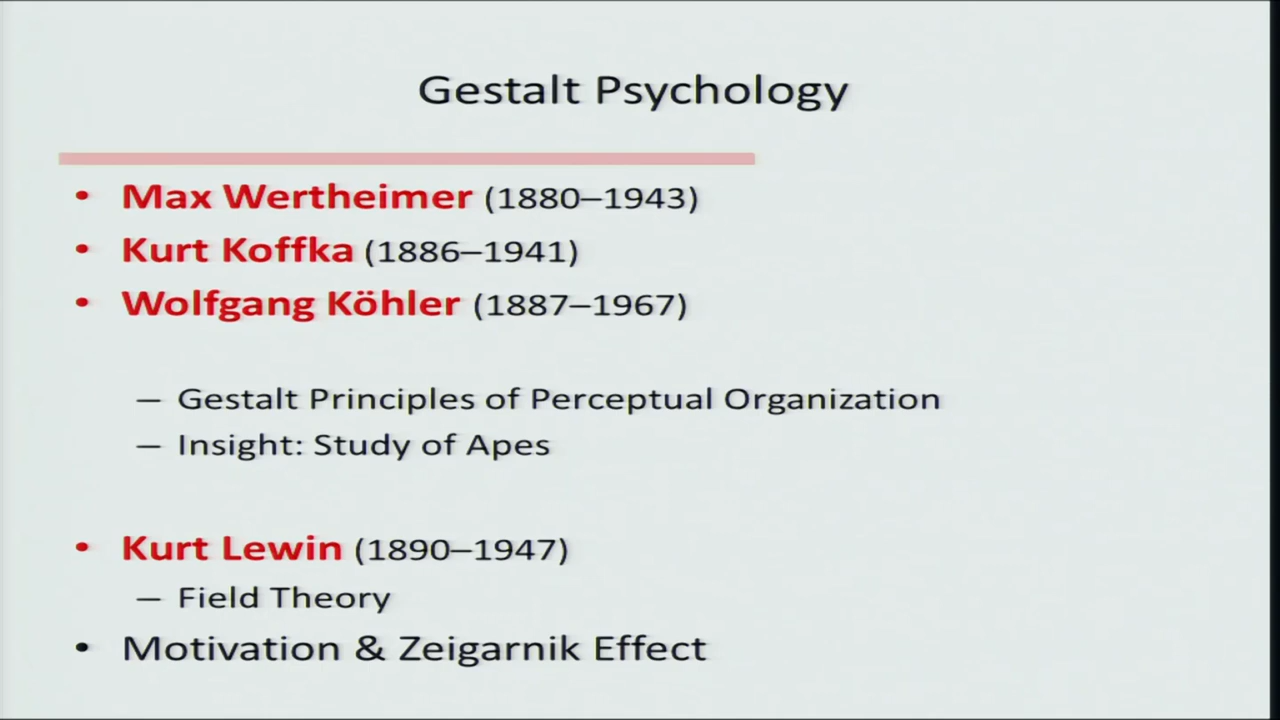 Gestalt Psychology
• Max Wertheimer (1880–1943)
• Kurt Koffka (1886–1941)
• Wolfgang Köhler (1887–1967)
– Gestalt Principles of Perceptual Organization
– Insight: Study of Apes
• Kurt Lewin (1890–1947)
– Field Theory
• Motivation & Zeigarnik Effect